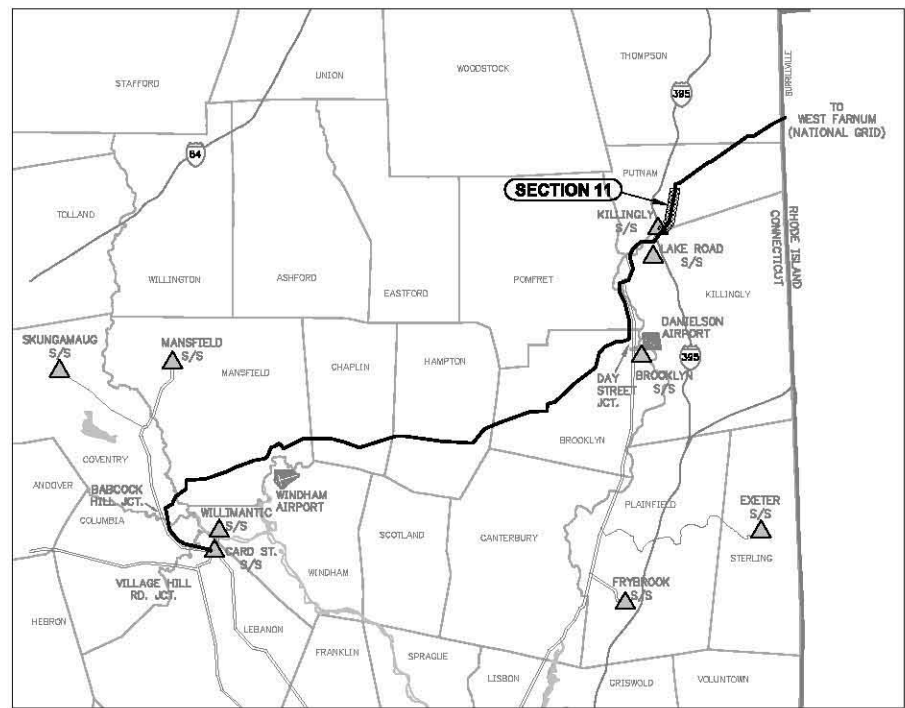 STAFFORD
UNION
WOODSTOCK
THOMPSON
BURRILLVILLE
395
TO
WEST FARNUM
(NATIONAL GRID)
84
PUTNAM
SECTION 11
KILLINGLY
S/S
TOLLAND
RHODE ISLAND
CONNECTICUT
LAKE ROAD
S/S
WILLINGTON
ASHFORD
EASTFORD
POMFRET
KILLINGLY
DANIELSON
AIRPORT
SKUNGAMAUG
S/S
MANSFIELD
S/S
MANSFIELD
CHAPLIN
HAMPTON
395
DAY
STREET
JCT.
BROOKLYN
S/S
BROOKLYN
COVENTRY
ANDOVER
BABCOCK
HILL JCT.
WINDHAM
AIRPORT
COLUMBIA
WILLIMANTIC
S/S
PLAINFIELD
EXETER
S/S
SCOTLAND
CANTERBURY
CARD ST.
S/S
STERLING
WINDHAM
VILLAGE HILL
RD. JCT.
FRYBROOK
S/S
HEBRON
LEBANON
FRANKLIN
SPRAGUE
LISBON
GRISWOLD
VOLUNTOWN